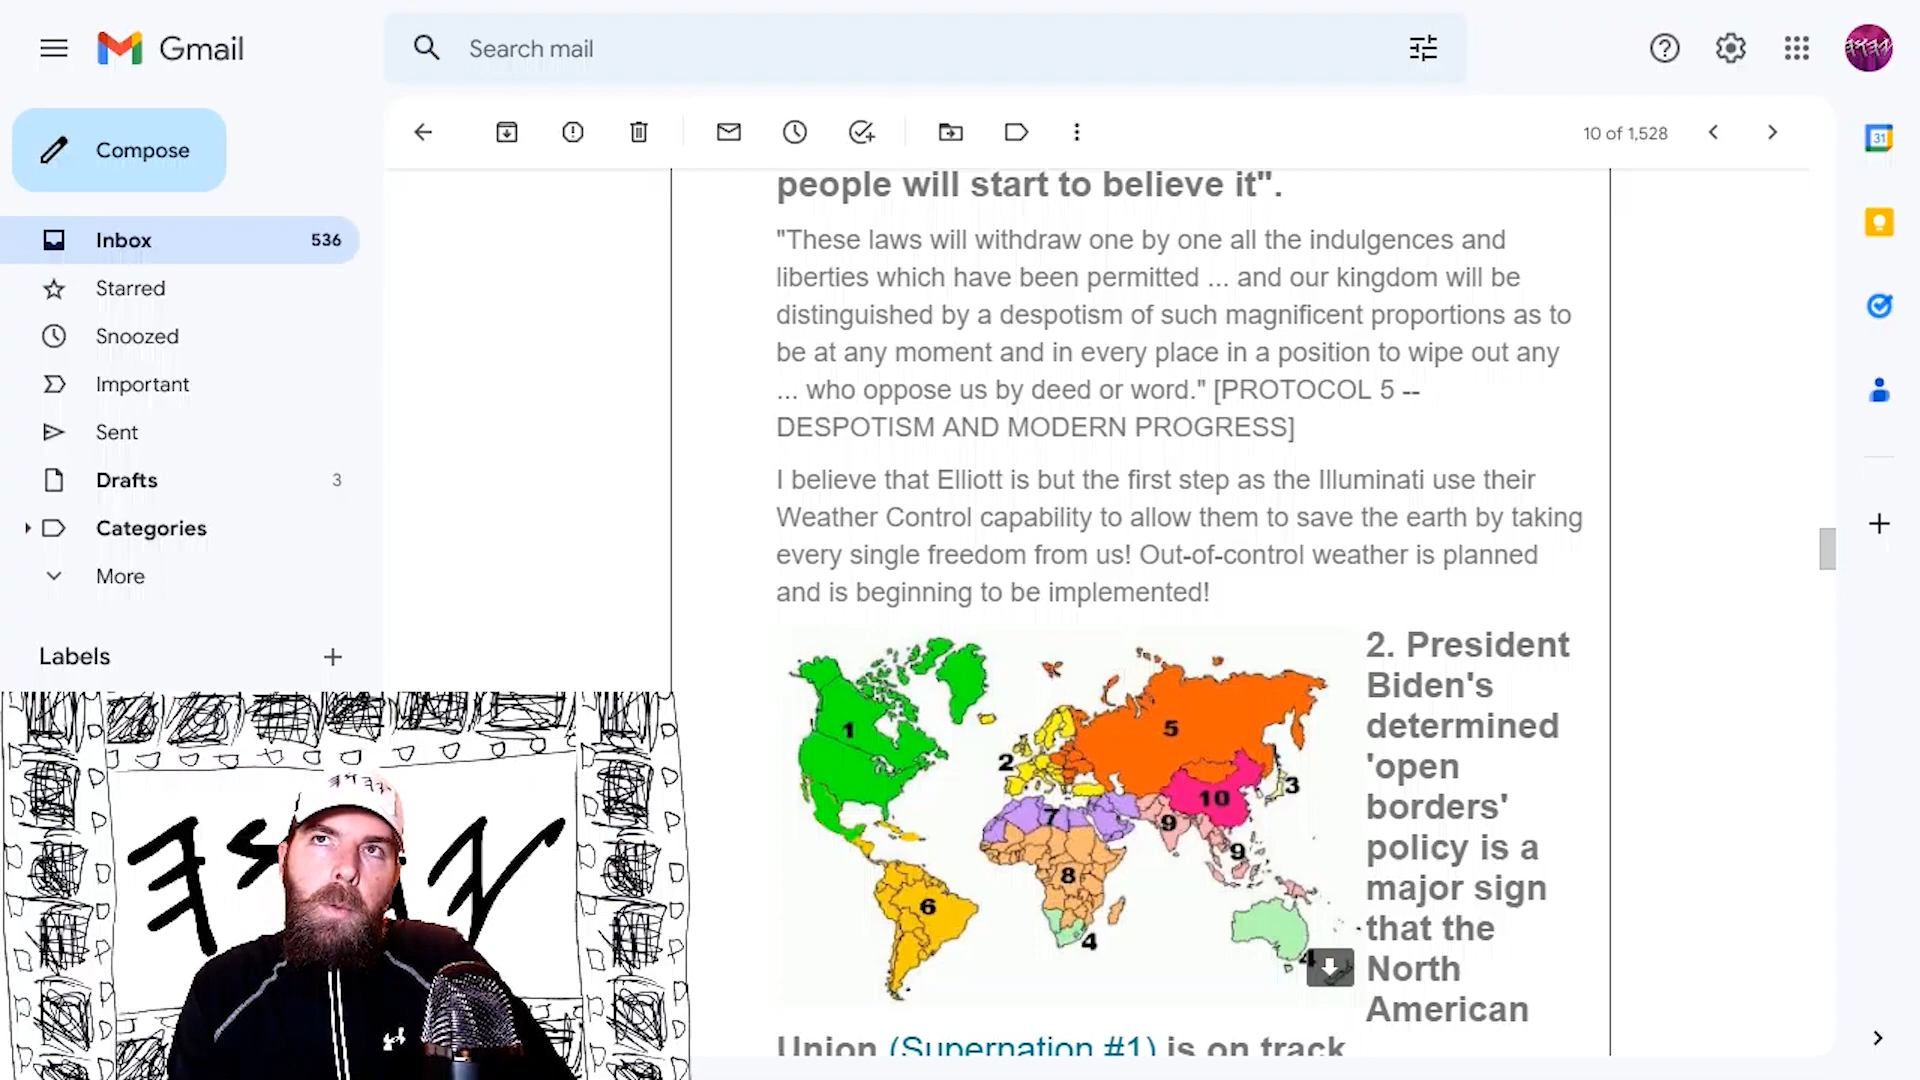 Gmail
Search mail
Compose
10 of 1,528
Inbox 536
Starred
Snoozed
Important
Sent
Drafts 3
Categories
More
Labels
people will start to believe it".
"These laws will withdraw one by one all the indulgences and
liberties which have been permitted ... and our kingdom will be
distinguished by a despotism of such magnificent proportions as to
be at any moment and in every place in a position to wipe out any
... who oppose us by deed or word." [PROTOCOL 5 --
DESPOTISM AND MODERN PROGRESS]
I believe that Elliott is but the first step as the Illuminati use their
Weather Control capability to allow them to save the earth by taking
every single freedom from us! Out-of-control weather is planned
and is beginning to be implemented!
1
2
3
4
5
6
7
8
9
9
10
4
2. President
Biden's
determined
'open
borders'
policy is a
major sign
that the
North
American
Union (Supernation #1) is on track
31